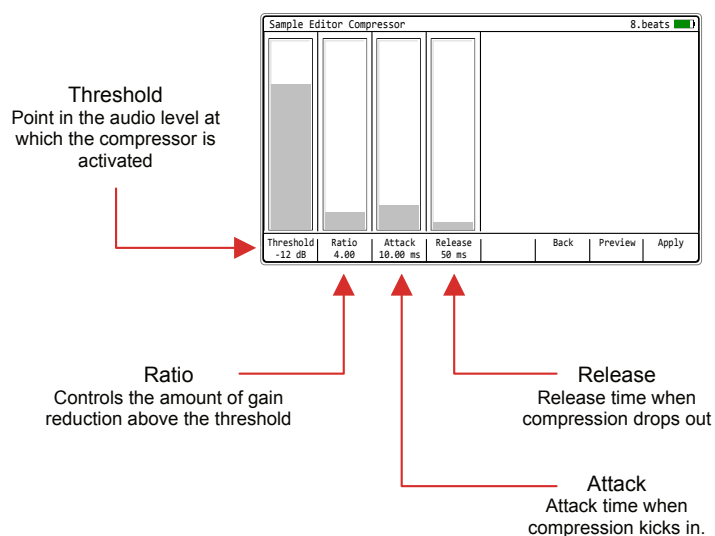 Sample Editor Compressor 8.beats
Threshold
Point in the audio level at
which the compressor is
activated
Threshold Ratio Attack Release Back Preview Apply
-12 dB 4.00 10.00 ms 50 ms
Ratio
Controls the amount of gain
reduction above the threshold
Release
Release time when
compression drops out
Attack
Attack time when
compression kicks in.